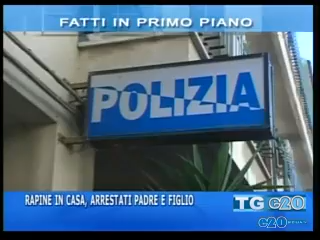 FATTI IN PRIMO PIANO
POLIZIA
RAPINE IN CASA, ARRESTATI PADRE E FIGLIO
TG e20
e20